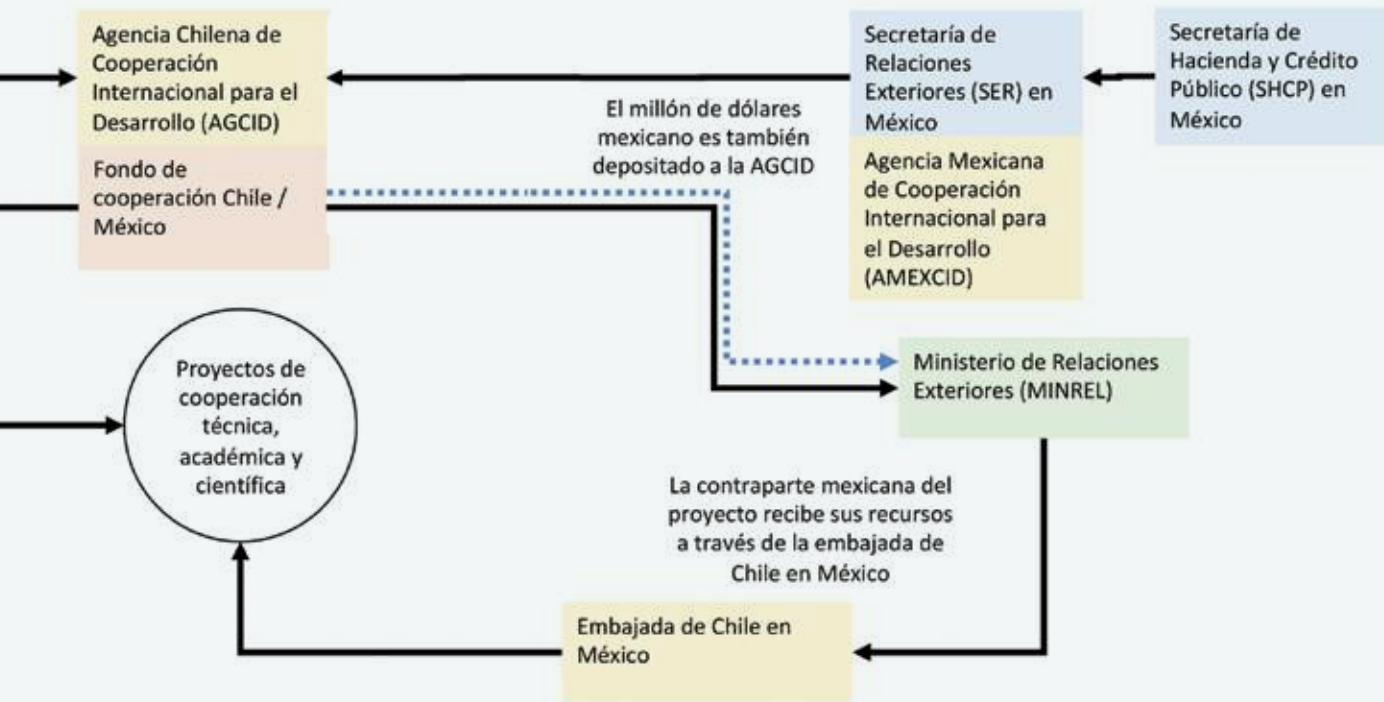 Agencia Chilena de
Cooperación
Internacional para el
Desarrollo (AGCID)
Fondo de
cooperación Chile /
México
El millón de dólares
mexicano es también
depositado a la AGCID
Secretaría de
Relaciones
Exteriores (SER) en
México
Agencia Mexicana
de Cooperación
Internacional para
el Desarrollo
(AMEXCID)
Secretaría de
Hacienda y Crédito
Público (SHCP) en
México
Proyectos de
cooperación
técnica,
académica y
científica
Ministerio de Relaciones
Exteriores (MINREL)
La contraparte mexicana del
proyecto recibe sus recursos
a través de la embajada de
Chile en México
Embajada de Chile en
México